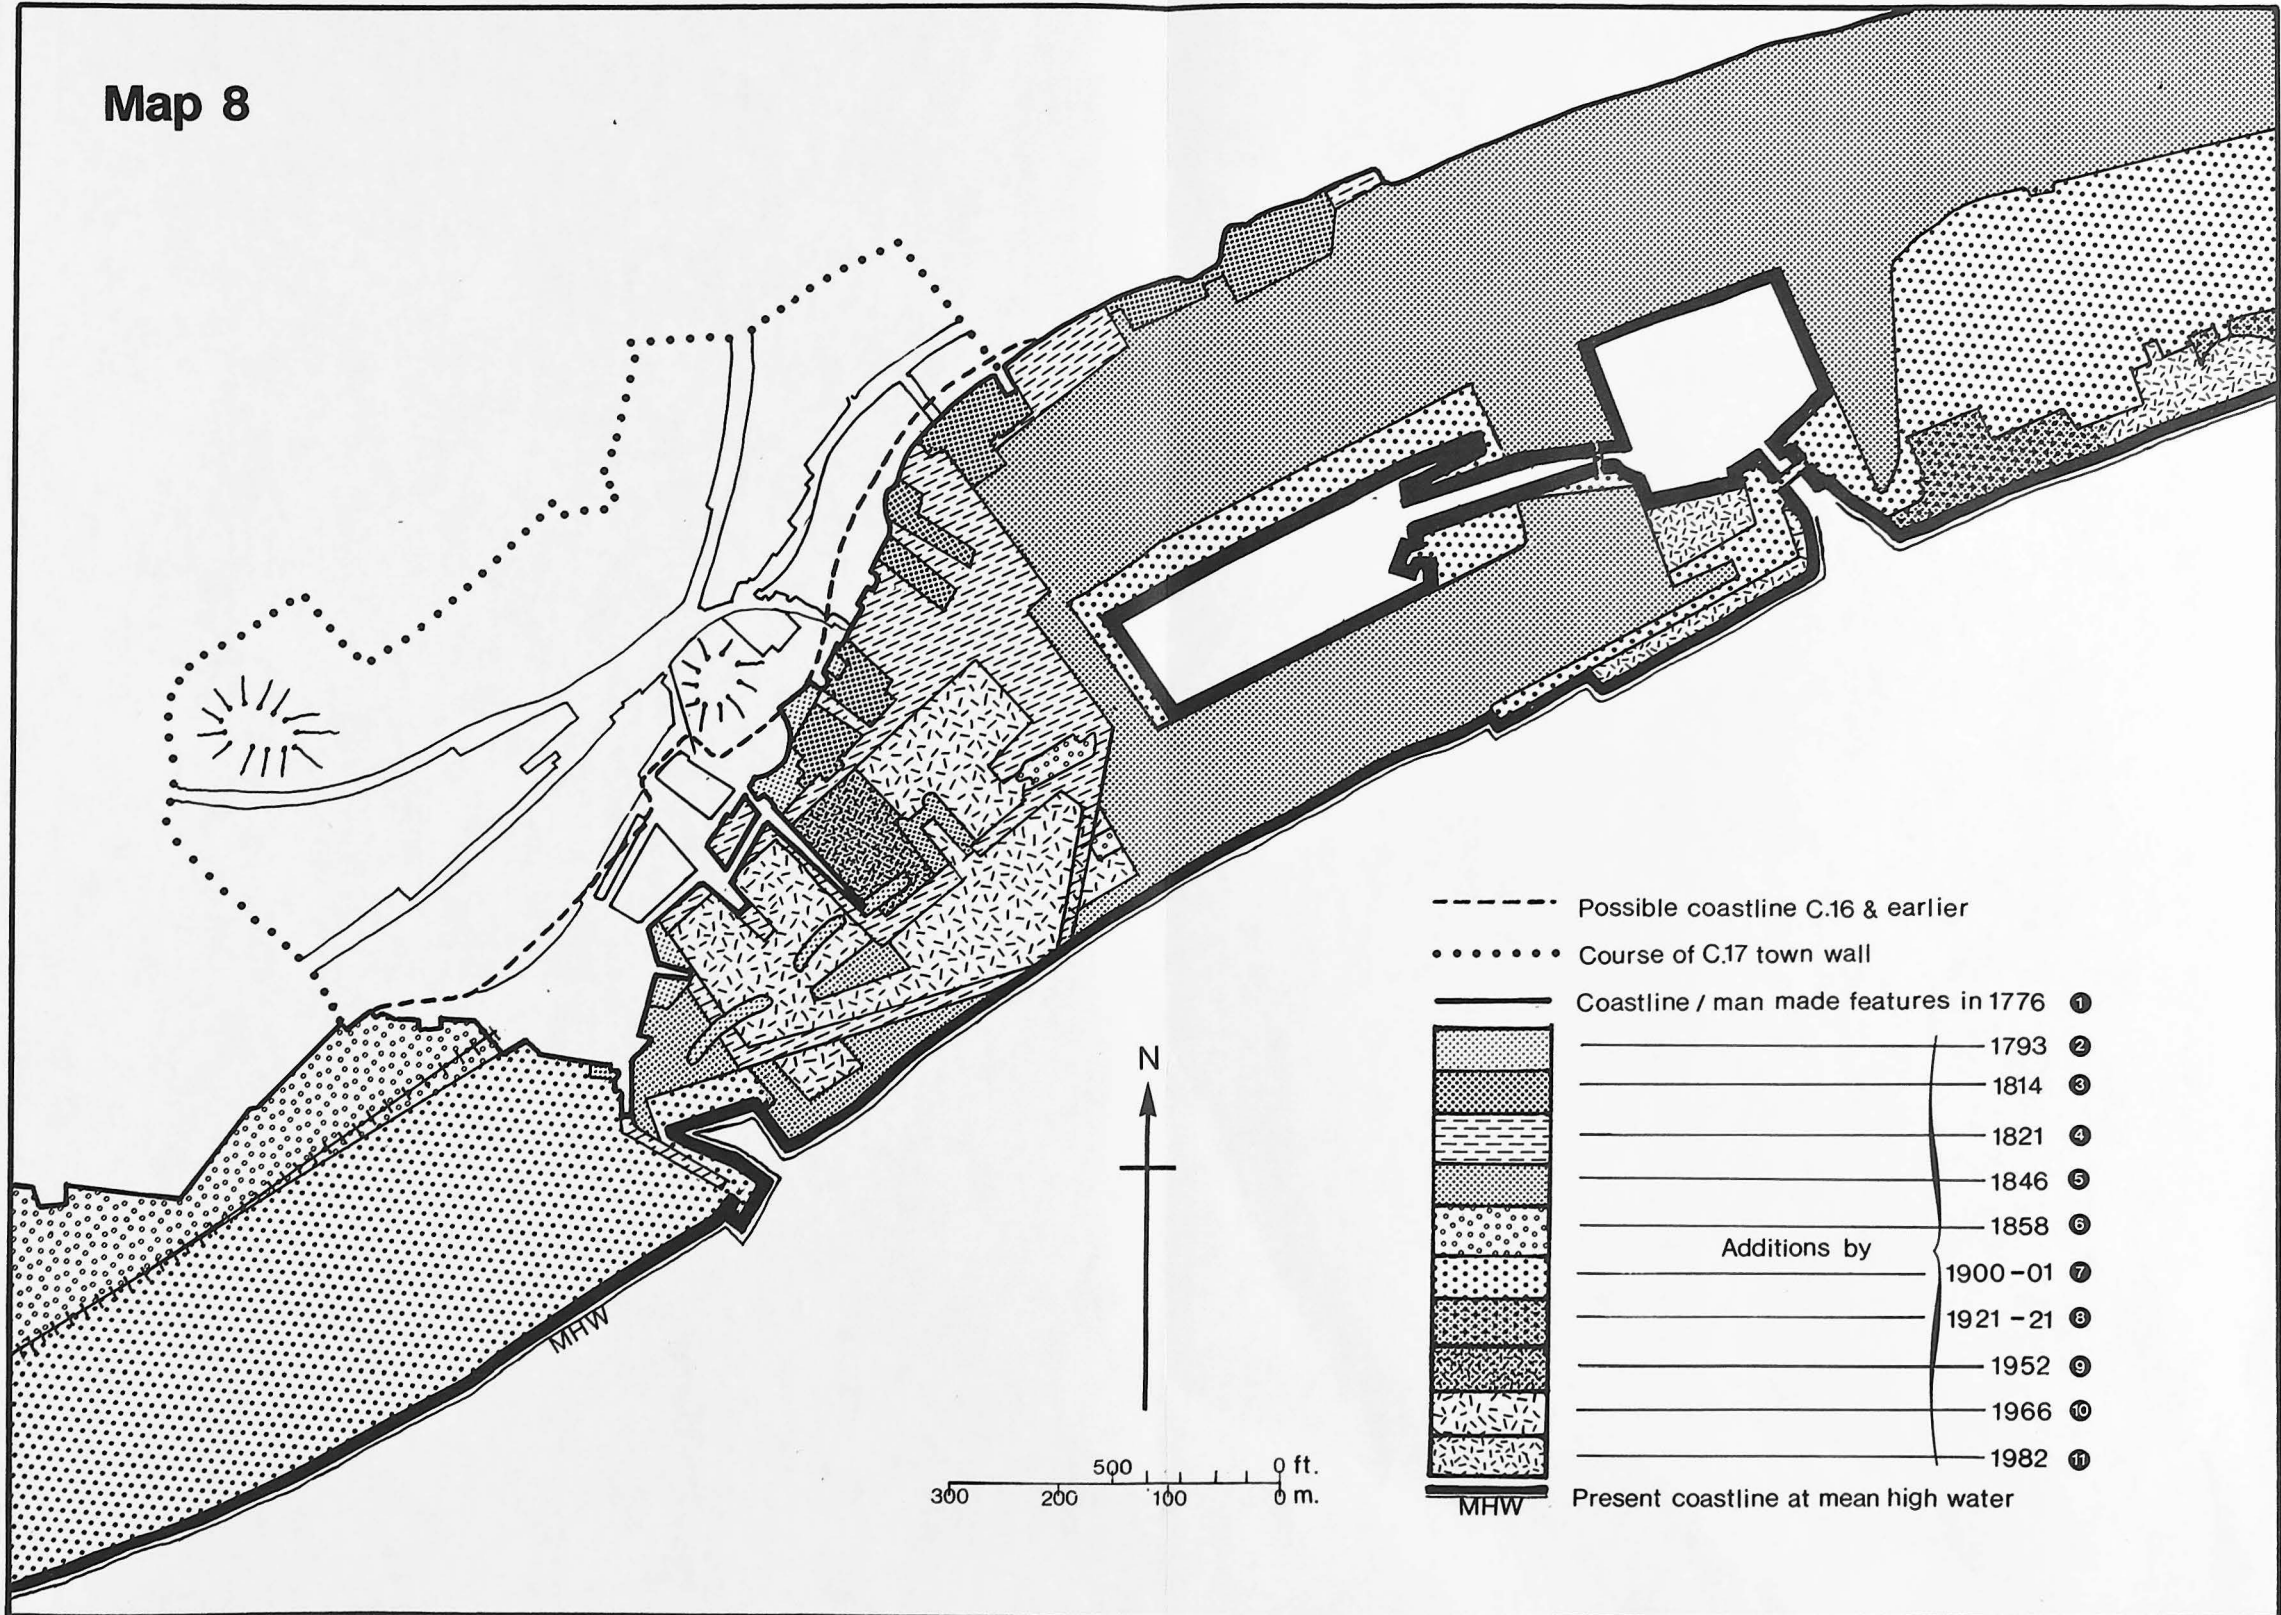 Map 8
Possible coastline C.16 & earlier
Course of C.17 town wall
Coastline / man made features in 1776 ❶
1793 ❷
1814 ❸
1821 ❹
1846 ❺
1858 ❻
Additions by
1900-01 ❼
1921-21 ❽
1952 ❾
1966 ❿
1982 ⓫
MHW Present coastline at mean high water
N
500 0 ft.
300 200 100 0 m.
MHW